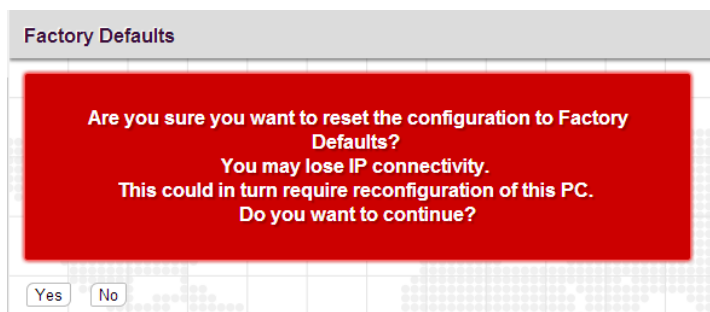 Factory Defaults
Are you sure you want to reset the configuration to Factory
Defaults?
You may lose IP connectivity.
This could in turn require reconfiguration of this PC.
Do you want to continue?
Yes No